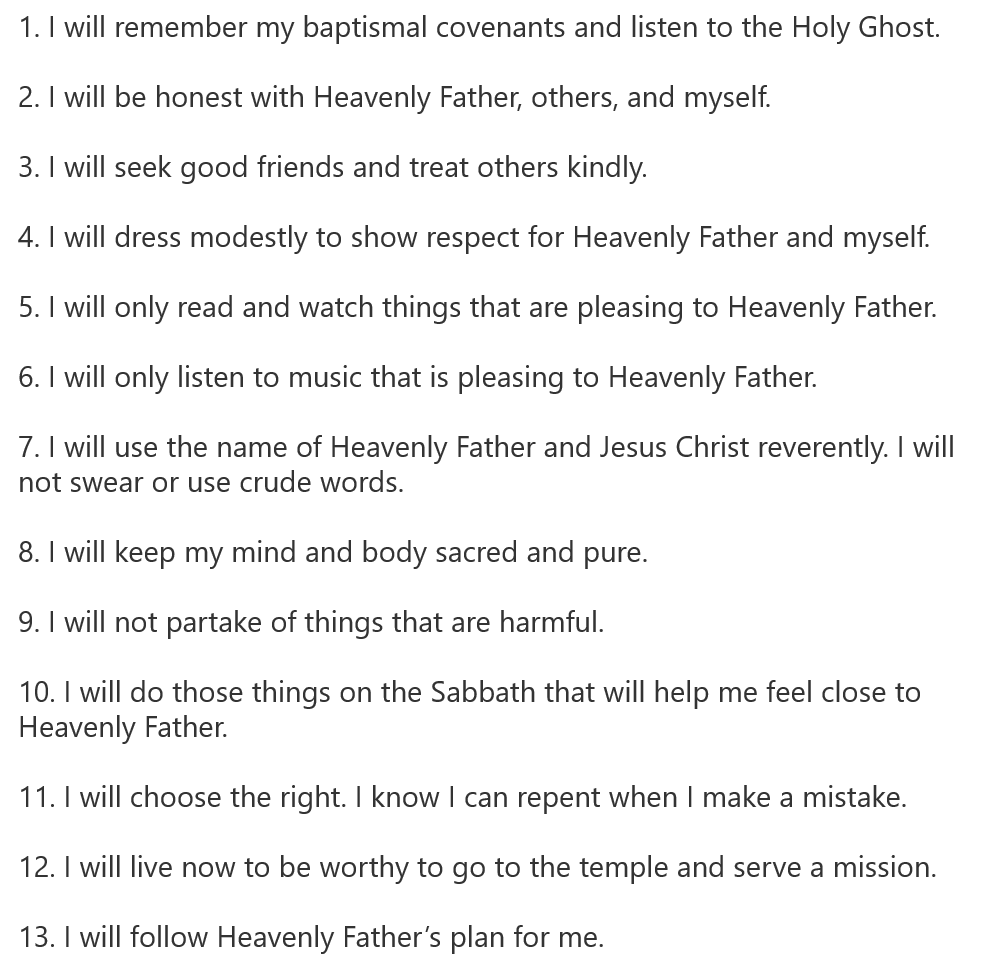 1. I will remember my baptismal covenants and listen to the Holy Ghost.
2. I will be honest with Heavenly Father, others, and myself.
3. I will seek good friends and treat others kindly.
4. I will dress modestly to show respect for Heavenly Father and myself.
5. I will only read and watch things that are pleasing to Heavenly Father.
6. I will only listen to music that is pleasing to Heavenly Father.
7. I will use the name of Heavenly Father and Jesus Christ reverently. I will
not swear or use crude words.
8. I will keep my mind and body sacred and pure.
9. I will not partake of things that are harmful.
10. I will do those things on the Sabbath that will help me feel close to
Heavenly Father.
11. I will choose the right. I know I can repent when I make a mistake.
12. I will live now to be worthy to go to the temple and serve a mission.
13. I will follow Heavenly Father’s plan for me.